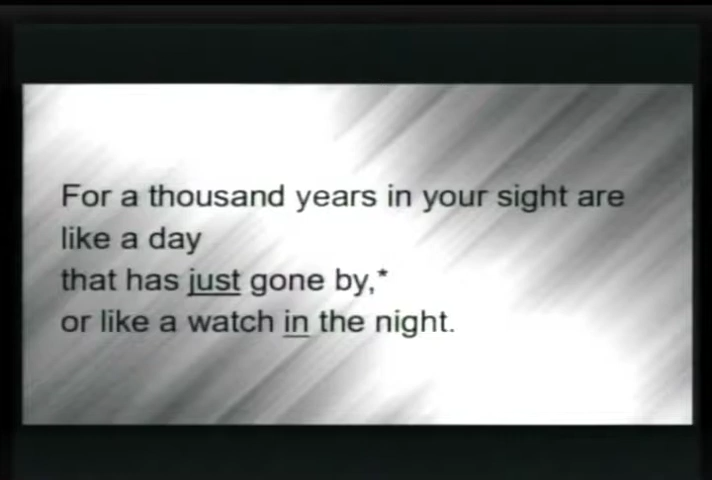 For a thousand years in your sight are
like a day
that has just gone by,*
or like a watch in the night.